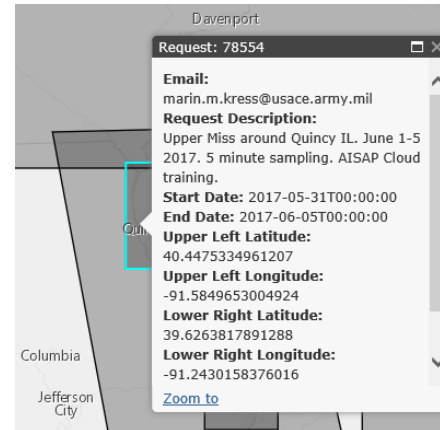 Davenport
Request: 78554
Email:
marin.m.kress@usace.army.mil
Request Description:
Upper Miss around Quincy IL. June 1-5
2017. 5 minute sampling. AISAP Cloud
training.
Start Date: 2017-05-31T00:00:00
End Date: 2017-06-05T00:00:00
Upper Left Latitude:
40.4475334961207
Upper Left Longitude:
-91.5849653004924
Lower Right Latitude:
39.6263817891288
Lower Right Longitude:
-91.2430158376016
Zoom to
Columbia
Jefferson
City